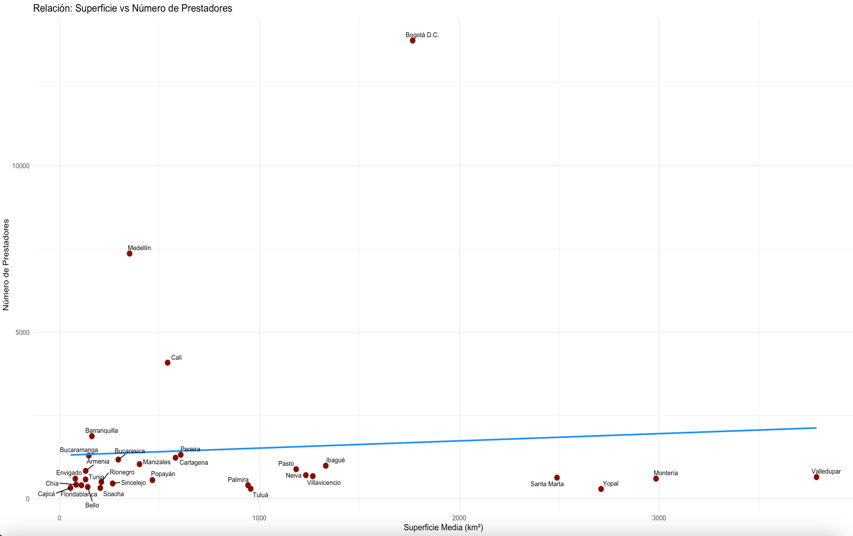 Relación: Superficie vs Número de Prestadores
Bogotá D.C.
10000
Medellín
5000
Cali
Barranquilla
Bucaramanga
Bucarasica
Pereira
Armenia
Manizales
Cartagena
Pasto
Ibagué
Envigado
Tunja
Rionegro
Popayán
Neiva
Villavicencio
Montería
Valledupar
Chía
Sincelejo
Palmira
Santa Marta
Yopal
Cajicá
Floridablanca
Soacha
Tuluá
Bello
0
0
1000
2000
3000
Superficie Media (km²)
Número de Prestadores